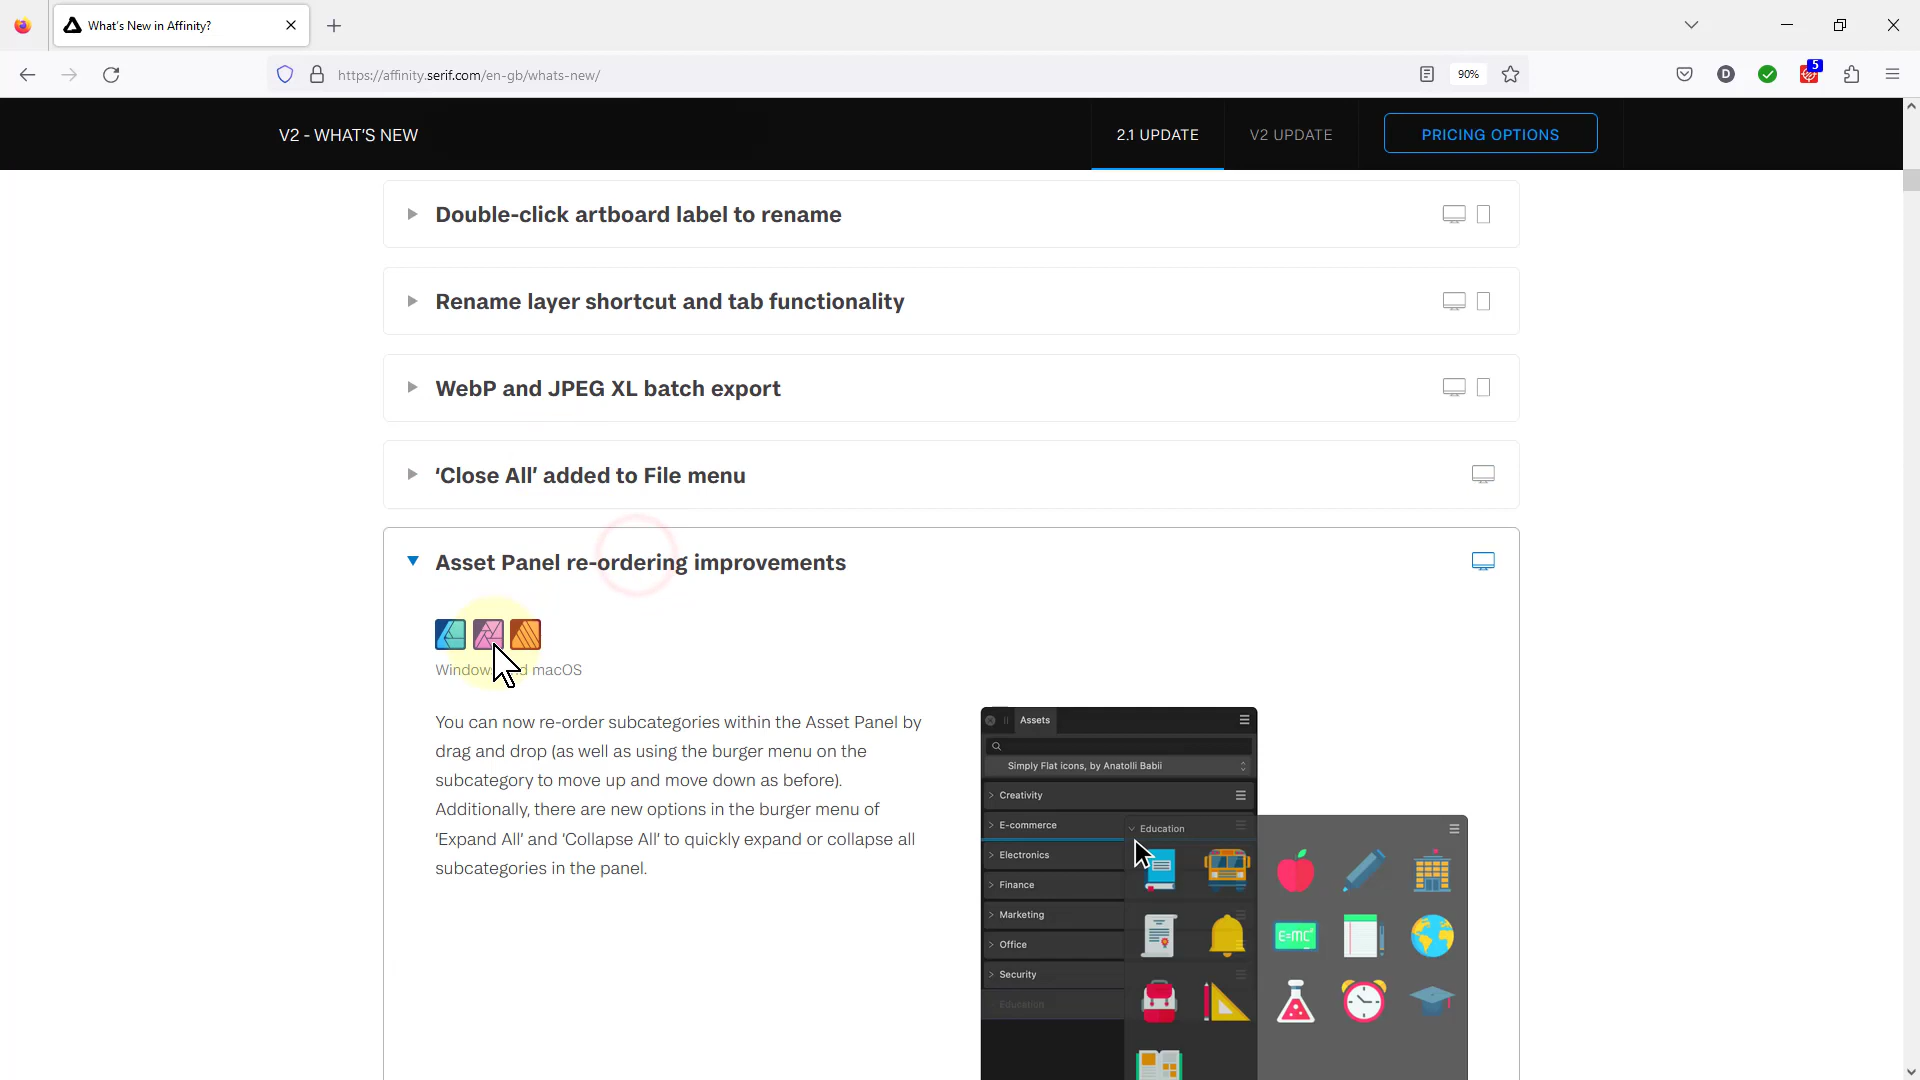 What's New in Affinity?
https://affinity.serif.com/en-gb/whats-new/
90%
D
5
V2 - WHAT'S NEW
2.1 UPDATE
V2 UPDATE
PRICING OPTIONS
Double-click artboard label to rename
Rename layer shortcut and tab functionality
WebP and JPEG XL batch export
‘Close All’ added to File menu
Asset Panel re-ordering improvements
macOS
You can now re-order subcategories within the Asset Panel by
drag and drop (as well as using the burger menu on the
subcategory to move up and move down as before).
Additionally, there are new options in the burger menu of
‘Expand All’ and ‘Collapse All’ to quickly expand or collapse all
subcategories in the panel.
Assets
Simply Flat icons, by Anatolli Babii
Creativity
E-commerce
Education
Electronics
Finance
Marketing
Office
Security
Education
E=MC²